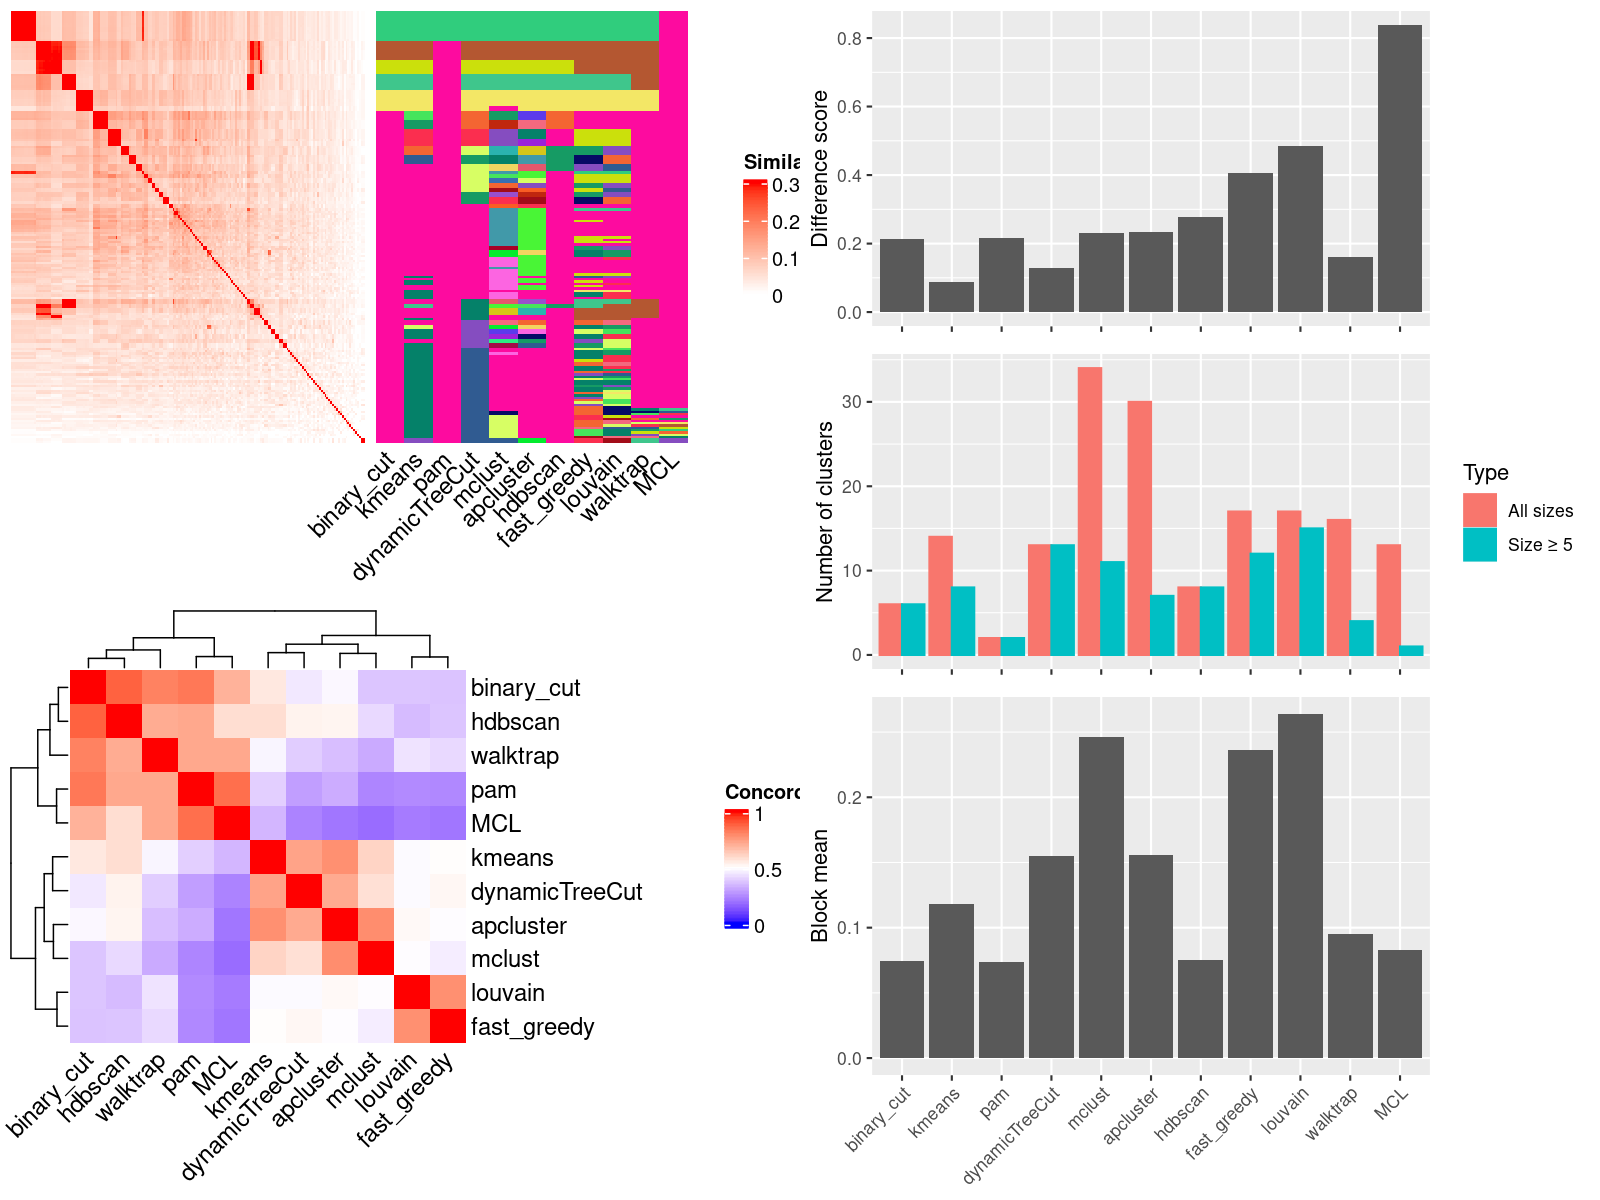 Simila
0.3
0.2
0.1
0
binary_cut
kmeans
pam
dynamicTreeCut
mclust
apcluster
hdbscan
fast_greedy
louvain
walktrap
MCL
binary_cut
hdbscan
walktrap
pam
MCL
kmeans
dynamicTreeCut
apcluster
mclust
louvain
fast_greedy
binary_cut
hdbscan
walktrap
pam
MCL
kmeans
dynamicTreeCut
apcluster
mclust
louvain
fast_greedy
Concord
1
0.5
0
Difference score
0.8
0.6
0.4
0.2
0.0
Number of clusters
30
20
10
0
Type
All sizes
Size ≥ 5
Block mean
0.2
0.1
0.0
binary_cut
kmeans
pam
dynamicTreeCut
mclust
apcluster
hdbscan
fast_greedy
louvain
walktrap
MCL